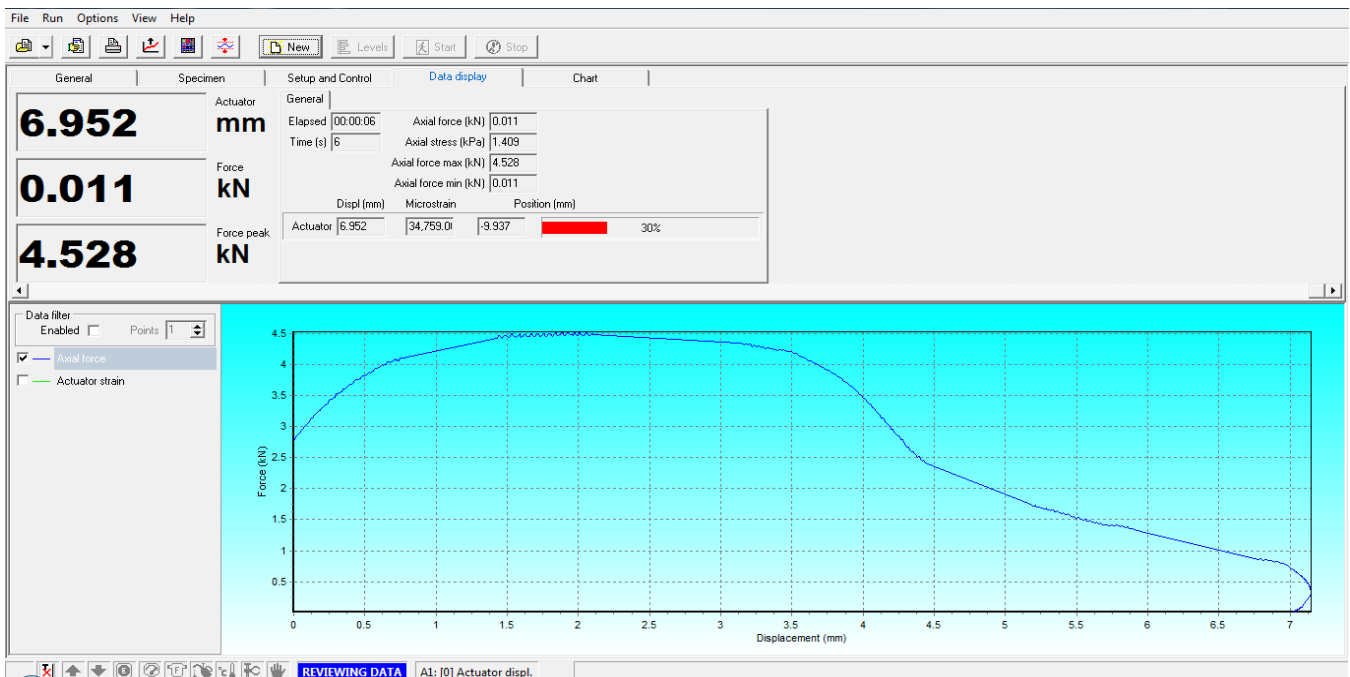 File Run Options View Help
New Levels Start Stop
General Specimen Setup and Control Data display Chart
6.952 Actuator mm
0.011 Force kN
4.528 Force peak kN
General
Elapsed 00:00:06 Axial force (kN) 0.011
Time (s) 6 Axial stress (kPa) 1.409
Axial force max (kN) 4.528
Axial force min (kN) 0.011
Displ (mm) Microstrain Position (mm)
Actuator 6.952 34,759.0 -9.937 30%
Data filter
Enabled Points 1
Axial force
Actuator strain
Force (kN)
4.5
4
3.5
3
2.5
2
1.5
1
0.5
0 0.5 1 1.5 2 2.5 3 3.5 4 4.5 5 5.5 6 6.5 7
Displacement (mm)
REVIEWING DATA A1: [0] Actuator displ.